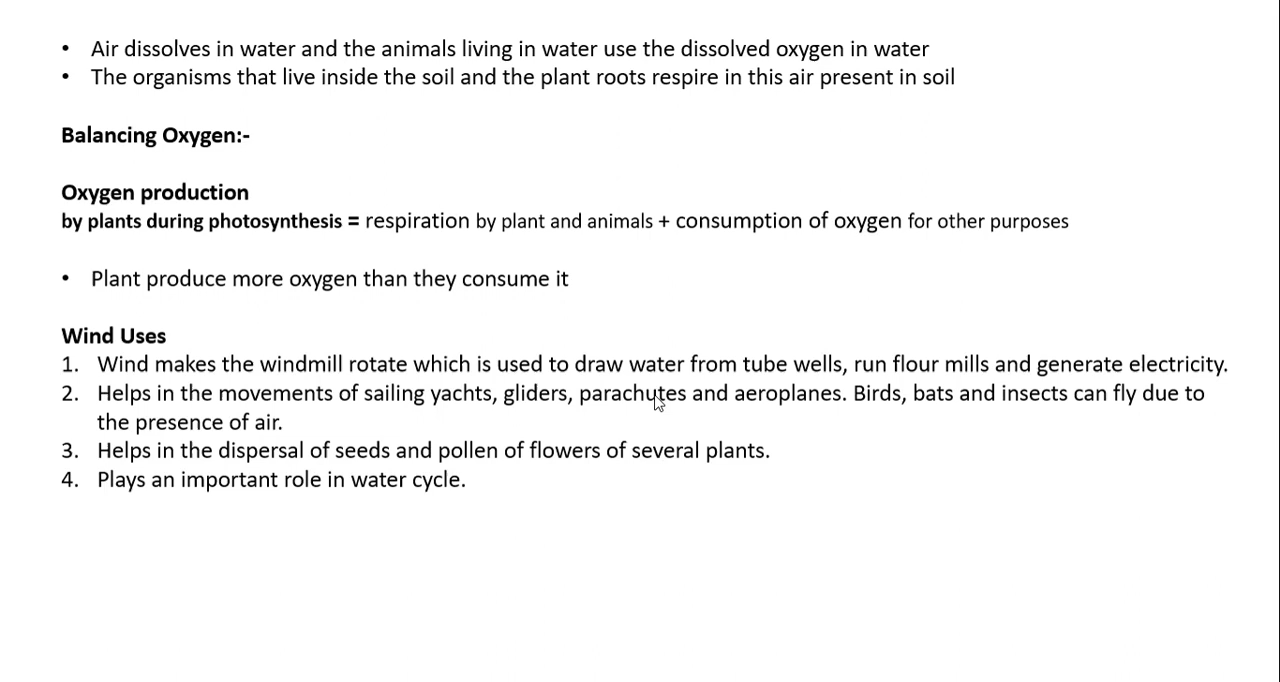 • Air dissolves in water and the animals living in water use the dissolved oxygen in water
• The organisms that live inside the soil and the plant roots respire in this air present in soil
Balancing Oxygen:-
Oxygen production
by plants during photosynthesis = respiration by plant and animals + consumption of oxygen for other purposes
• Plant produce more oxygen than they consume it
Wind Uses
1. Wind makes the windmill rotate which is used to draw water from tube wells, run flour mills and generate electricity.
2. Helps in the movements of sailing yachts, gliders, parachutes and aeroplanes. Birds, bats and insects can fly due to
the presence of air.
3. Helps in the dispersal of seeds and pollen of flowers of several plants.
4. Plays an important role in water cycle.